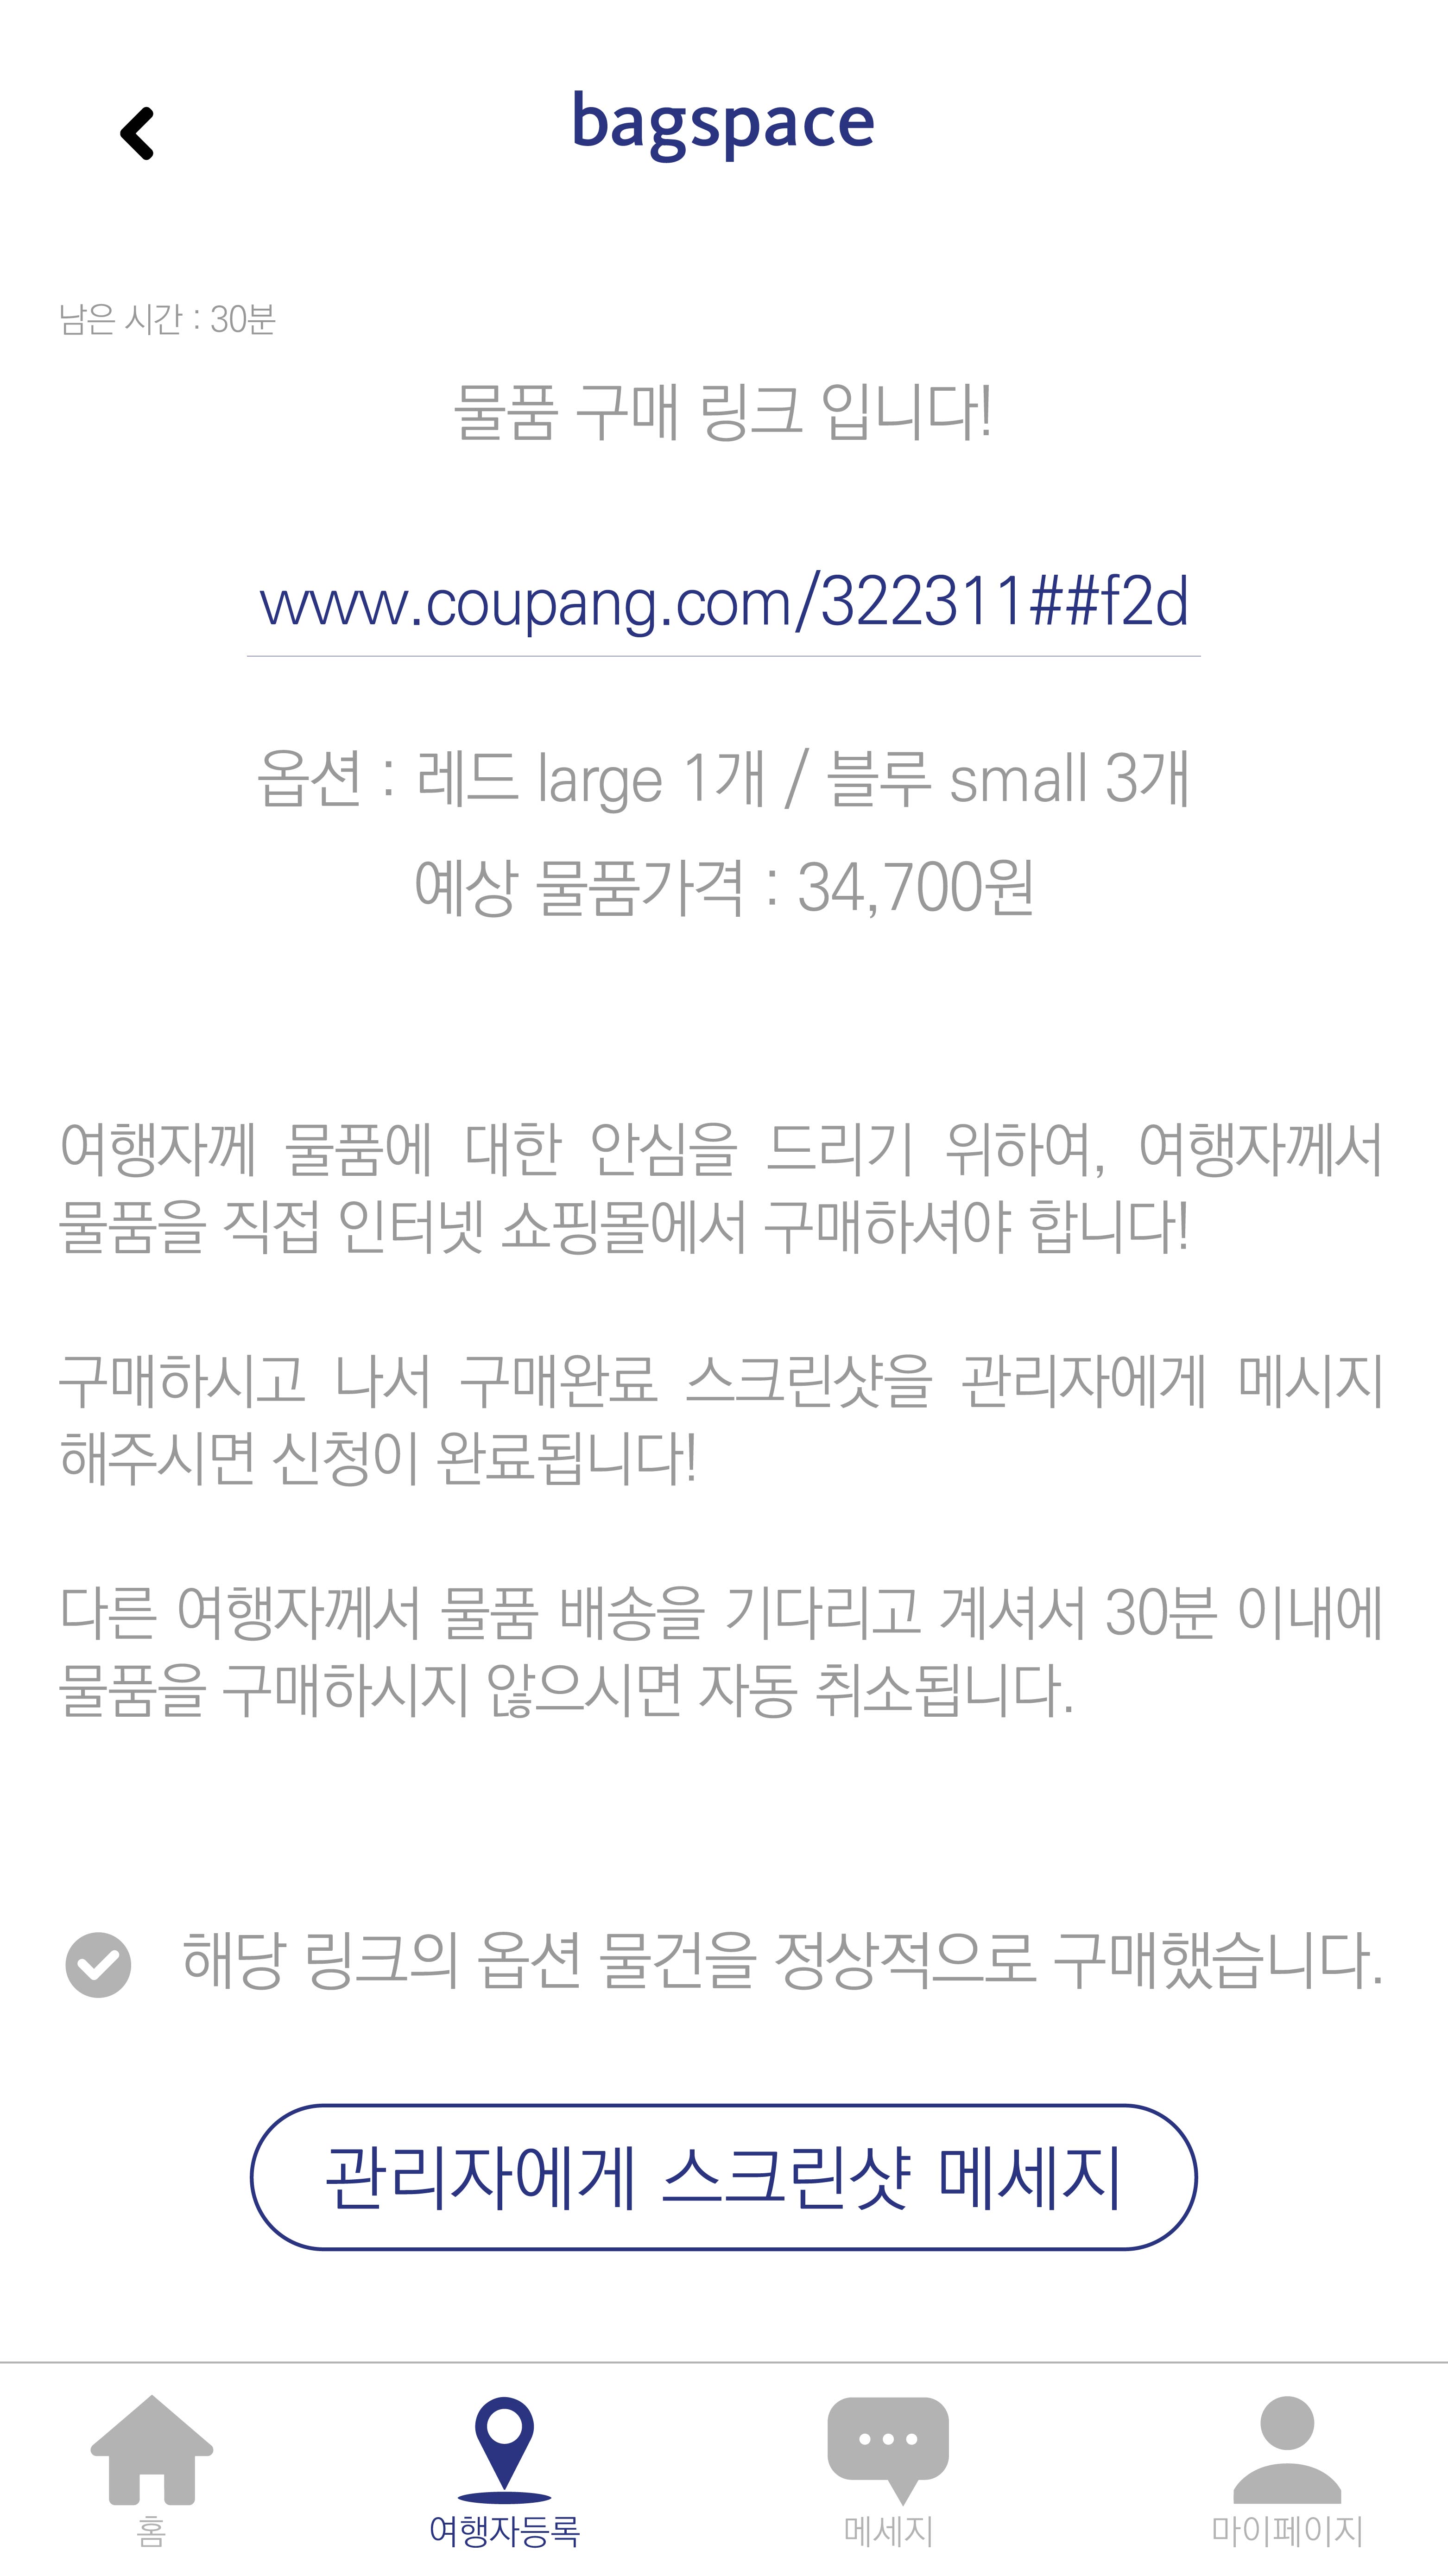 bagspace
남은 시간 : 30분
물품 구매 링크 입니다!
www.coupang.com/322311##f2d
옵션 : 레드 large 1개 / 블루 small 3개
예상 물품가격 : 34,700원
여행자께 물품에 대한 안심을 드리기 위하여, 여행자께서
물품을 직접 인터넷 쇼핑몰에서 구매하셔야 합니다!
구매하시고 나서 구매완료 스크린샷을 관리자에게 메시지
해주시면 신청이 완료됩니다!
다른 여행자께서 물품 배송을 기다리고 계셔서 30분 이내에
물품을 구매하시지 않으시면 자동 취소됩니다.
해당 링크의 옵션 물건을 정상적으로 구매했습니다.
관리자에게 스크린샷 메세지
홈
여행자등록
메세지
마이페이지